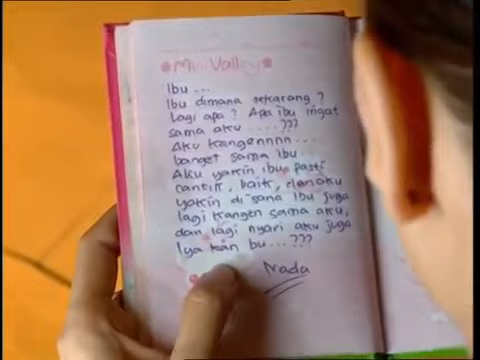 Mini Valley
Ibu ...
Ibu dimana sekarang ?
Lagi apa ? Apa ibu ingat
sama aku ..... ???
Aku kangennnn ....
banget sama ibu ..
Aku yakin ibu pasti
cantik, baik, dan aku
yakin di sana ibu juga
lagi kangen sama aku,
dan lagi nyari aku juga
Iya kan bu ... ???
Nada